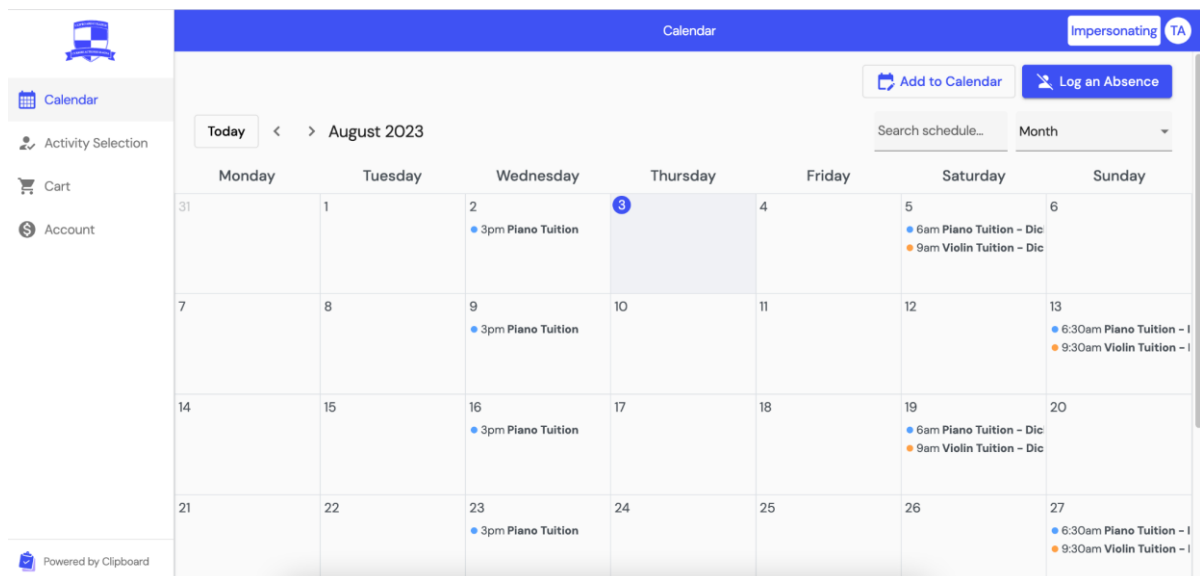 Calendar
Impersonating TA
Calendar
Activity Selection
Cart
Account
Add to Calendar
Log an Absence
Today < > August 2023
Search schedule...
Month
Monday Tuesday Wednesday Thursday Friday Saturday Sunday
31 1 2 3 4 5 6
3pm Piano Tuition
6am Piano Tuition - Dic
9am Violin Tuition - Dic
7 8 9 10 11 12 13
3pm Piano Tuition
6:30am Piano Tuition -
9:30am Violin Tuition -
14 15 16 17 18 19 20
3pm Piano Tuition
6am Piano Tuition - Dic
9am Violin Tuition - Dic
21 22 23 24 25 26 27
3pm Piano Tuition
6:30am Piano Tuition -
9:30am Violin Tuition -
Powered by Clipboard